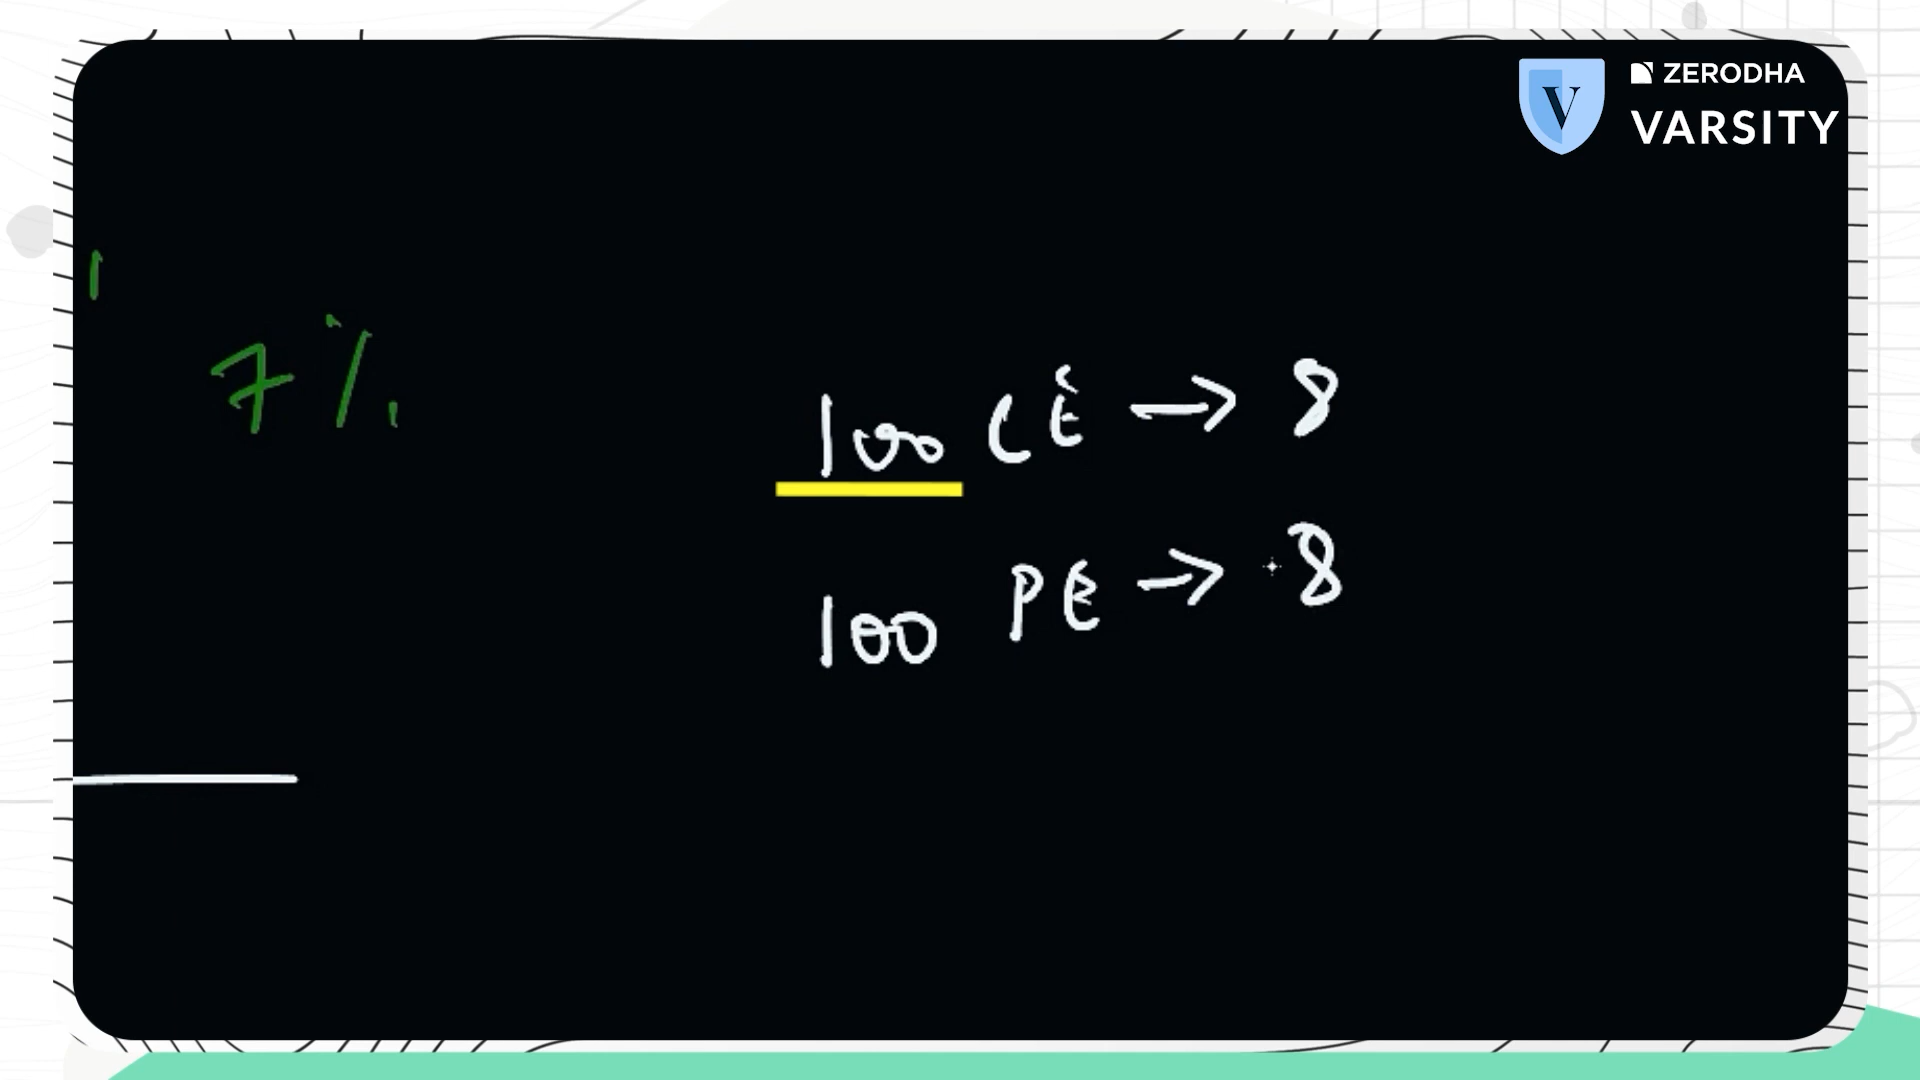 ZERODHA
VARSITY
7%.
100 CE → 8
100 PE → 8